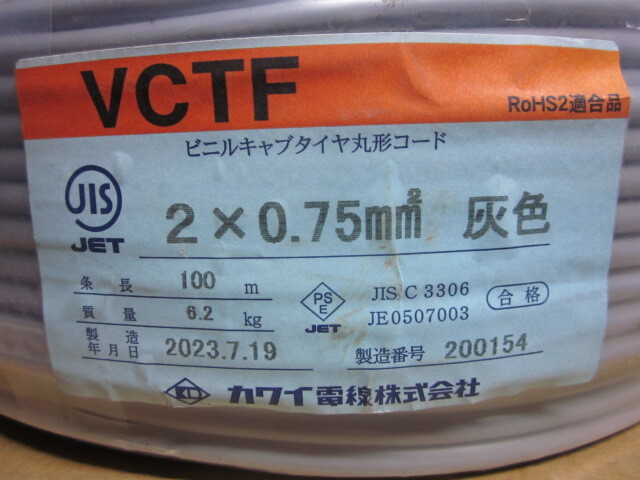 VCTF
RoHS2適合品
ビニルキャブタイヤ丸形コード
JIS
JET
2×0.75mm² 灰色
条長 100 m
質量 6.2 kg
製造年月日 2023.7.19
PSE
JET
JIS C 3306
JE0507003
合格
製造番号 200154
KD カワイ電線株式会社